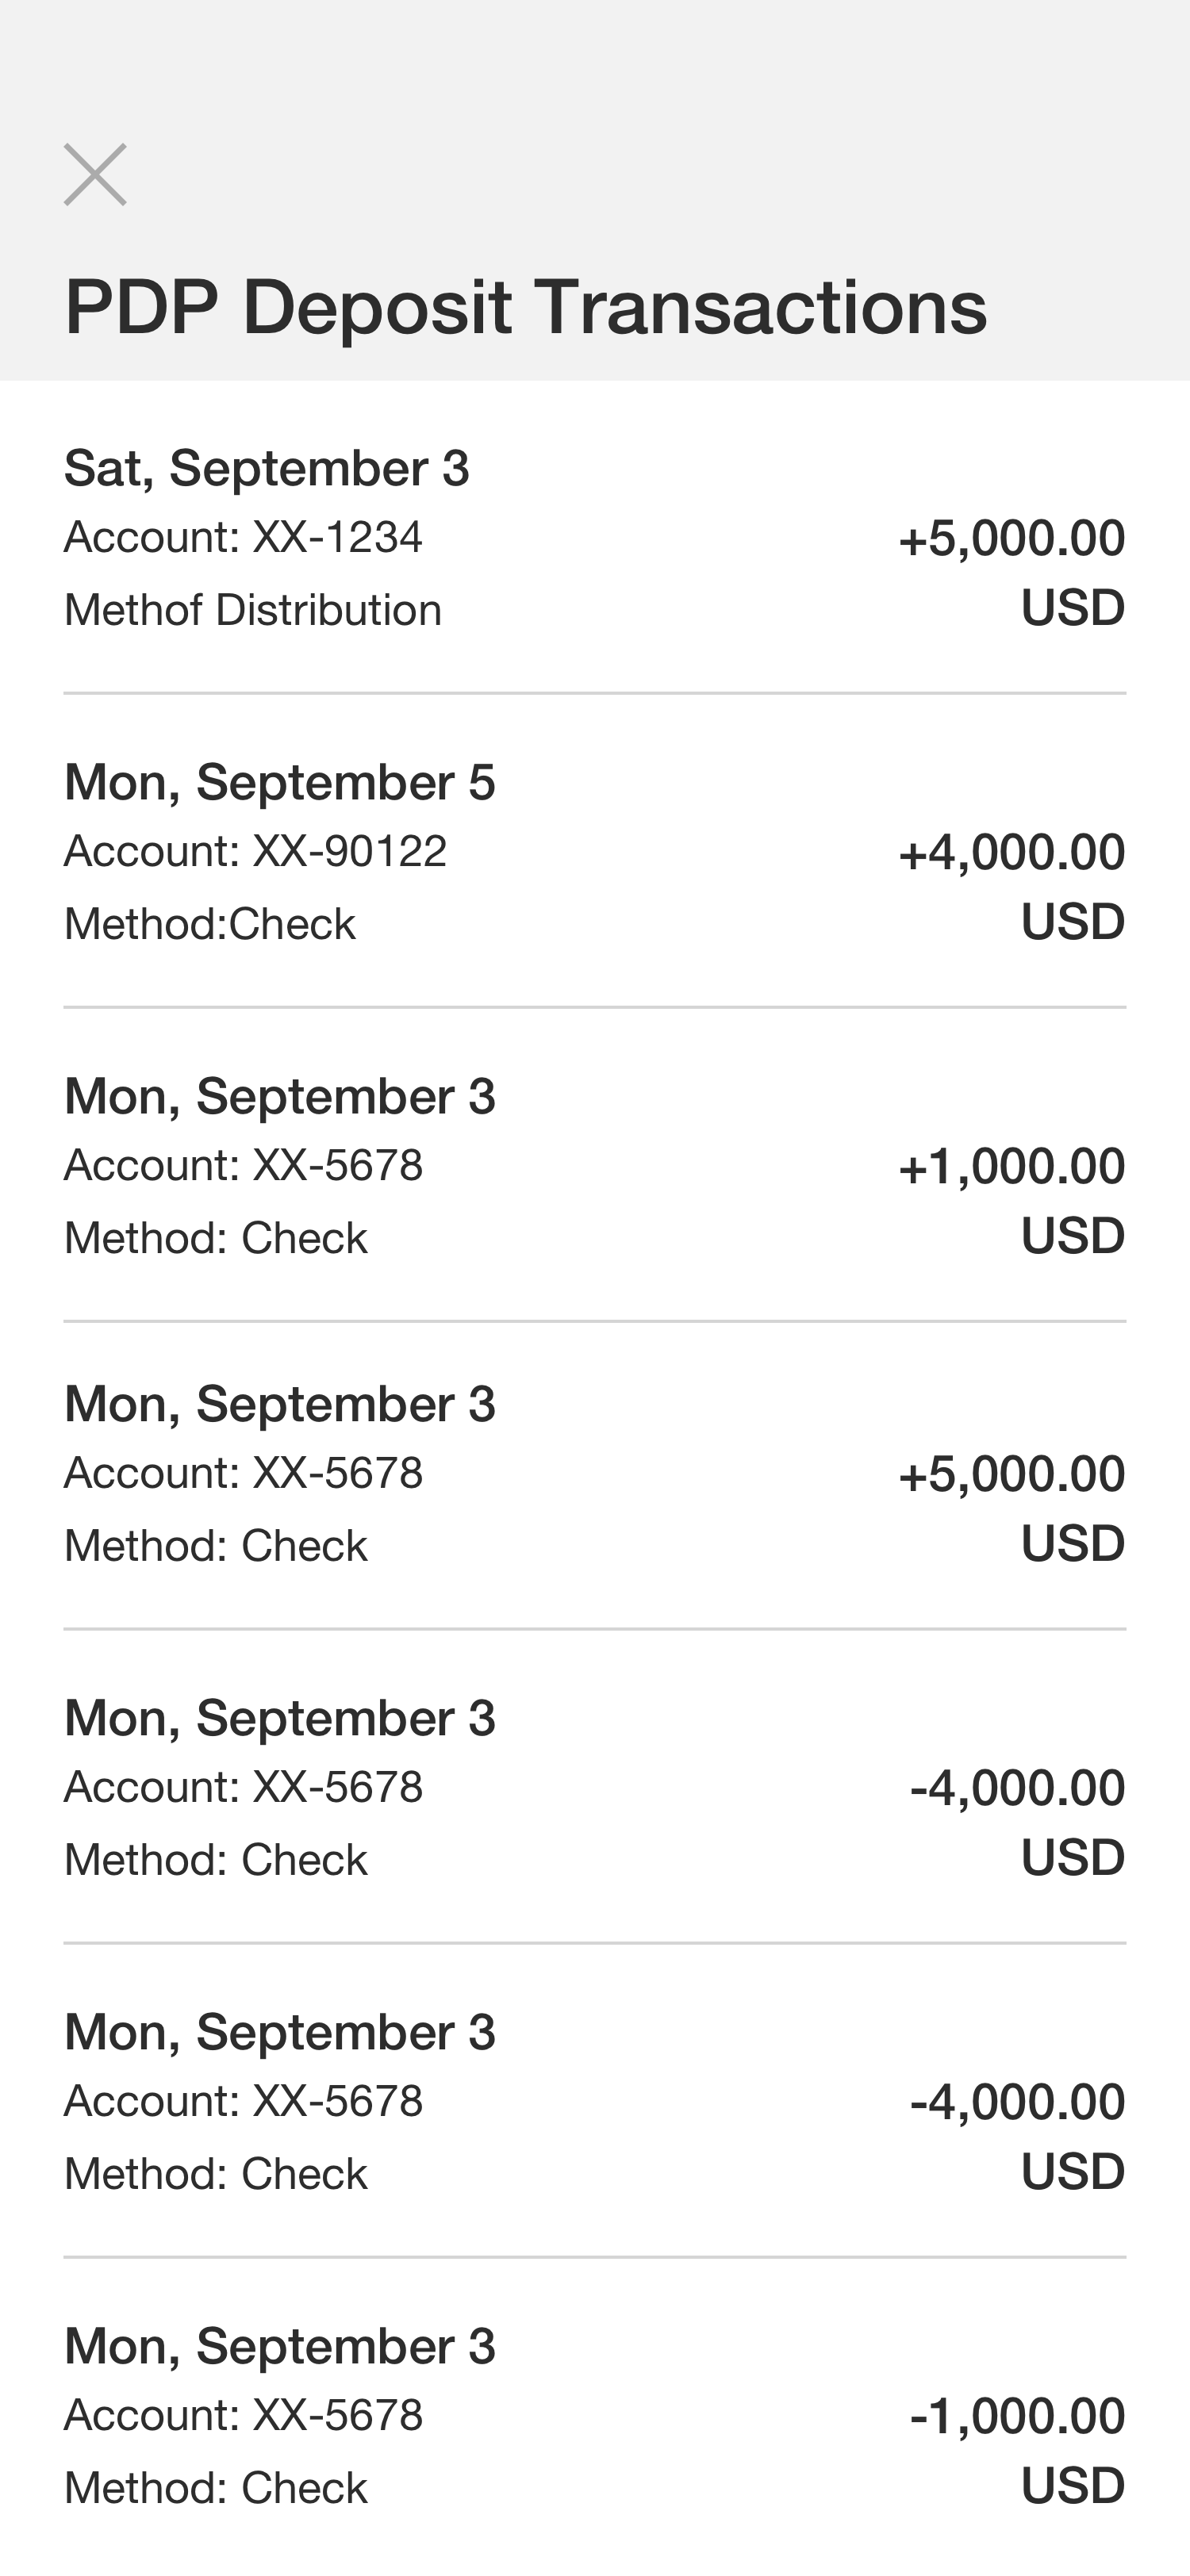 PDP Deposit Transactions
Sat, September 3
Account: XX-1234
+5,000.00
Methof Distribution
USD
Mon, September 5
Account: XX-90122
+4,000.00
Method:Check
USD
Mon, September 3
Account: XX-5678
+1,000.00
Method: Check
USD
Mon, September 3
Account: XX-5678
+5,000.00
Method: Check
USD
Mon, September 3
Account: XX-5678
-4,000.00
Method: Check
USD
Mon, September 3
Account: XX-5678
-4,000.00
Method: Check
USD
Mon, September 3
Account: XX-5678
-1,000.00
Method: Check
USD